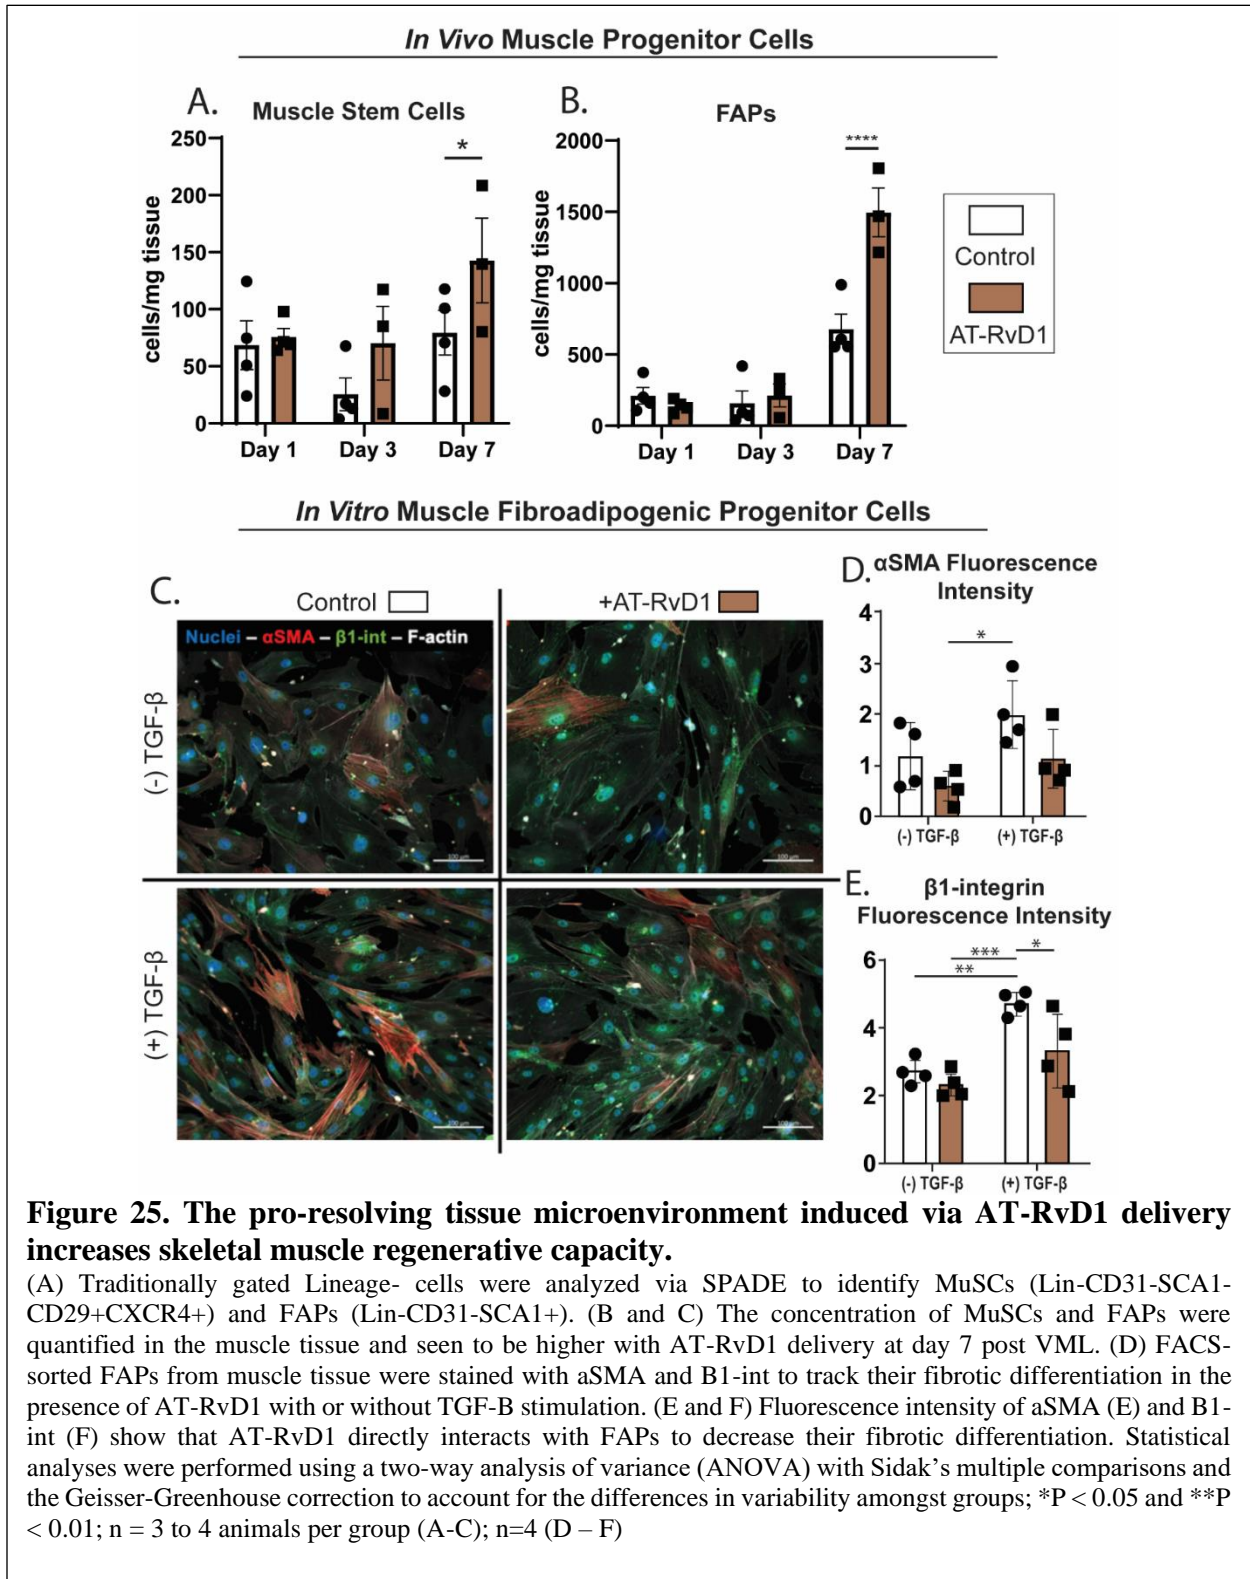 In Vivo Muscle Progenitor Cells
A.
Muscle Stem Cells
cells/mg tissue
250
200
150
100
50
0
*
Day 1
Day 3
Day 7
B.
FAPs
cells/mg tissue
2000
1500
1000
500
0
****
Day 1
Day 3
Day 7
Control
AT-RvD1
In Vitro Muscle Fibroadipogenic Progenitor Cells
C.
Control
+AT-RvD1
Nuclei – αSMA – β1-int – F-actin
(-) TGF-β
(+) TGF-β
100 µm
100 µm
100 µm
100 µm
D.
αSMA Fluorescence
Intensity
4
3
2
1
0
*
(-) TGF-β
(+) TGF-β
E.
β1-integrin
Fluorescence Intensity
6
4
2
0
***
*
**
(-) TGF-β
(+) TGF-β
Figure 25. The pro-resolving tissue microenvironment induced via AT-RvD1 delivery
increases skeletal muscle regenerative capacity.
(A) Traditionally gated Lineage- cells were analyzed via SPADE to identify MuSCs (Lin-CD31-SCA1-
CD29+CXCR4+) and FAPs (Lin-CD31-SCA1+). (B and C) The concentration of MuSCs and FAPs were
quantified in the muscle tissue and seen to be higher with AT-RvD1 delivery at day 7 post VML. (D) FACS-
sorted FAPs from muscle tissue were stained with aSMA and B1-int to track their fibrotic differentiation in the
presence of AT-RvD1 with or without TGF-B stimulation. (E and F) Fluorescence intensity of aSMA (E) and B1-
int (F) show that AT-RvD1 directly interacts with FAPs to decrease their fibrotic differentiation. Statistical
analyses were performed using a two-way analysis of variance (ANOVA) with Sidak's multiple comparisons and
the Geisser-Greenhouse correction to account for the differences in variability amongst groups; *P < 0.05 and **P
< 0.01; n = 3 to 4 animals per group (A-C); n=4 (D – F)